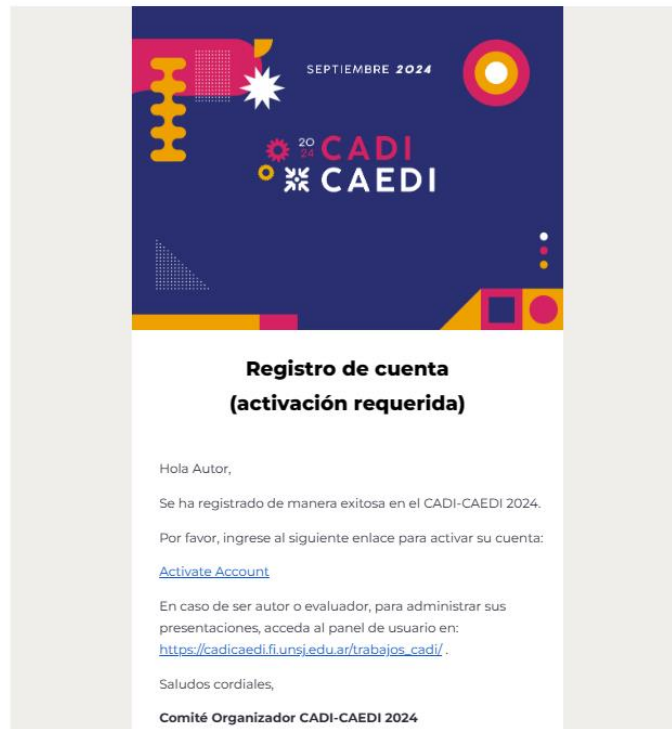 SEPTIEMBRE 2024
20 CADI
24
CAEDI
Registro de cuenta
(activación requerida)
Hola Autor,
Se ha registrado de manera exitosa en el CADI-CAEDI 2024.
Por favor, ingrese al siguiente enlace para activar su cuenta:
Activate Account
En caso de ser autor o evaluador, para administrar sus
presentaciones, acceda al panel de usuario en:
https://cadicaedi.fi.unsj.edu.ar/trabajos_cadi/ .
Saludos cordiales,
Comité Organizador CADI-CAEDI 2024